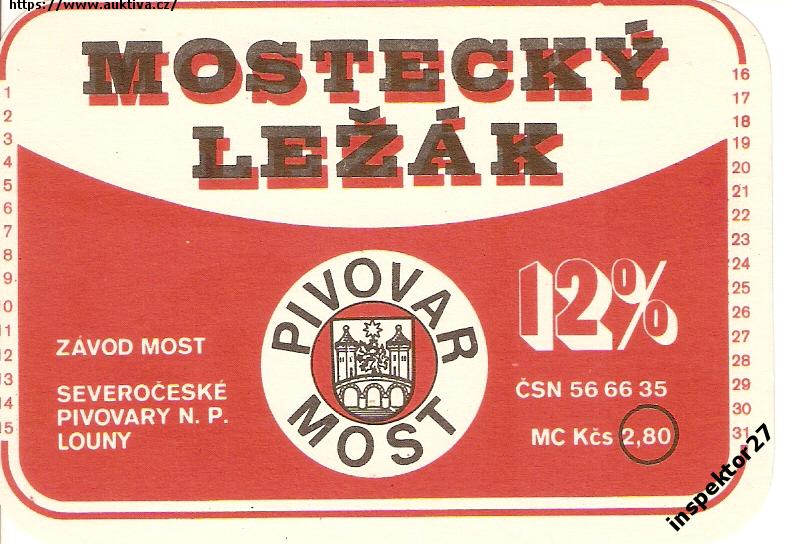 https://www.auktiva.cz/
MOSTECKÝ
LEŽÁK
1
2
3
4
5
6
7
8
9
10
11
12
13
14
15
16
17
18
19
20
21
22
23
24
25
26
27
28
29
30
31
PIVOVAR
MOST
12%
ZÁVOD MOST
SEVEROČESKÉ
PIVOVARY N. P.
LOUNY
ČSN 56 66 35
MC Kčs 2,80
inspektor27